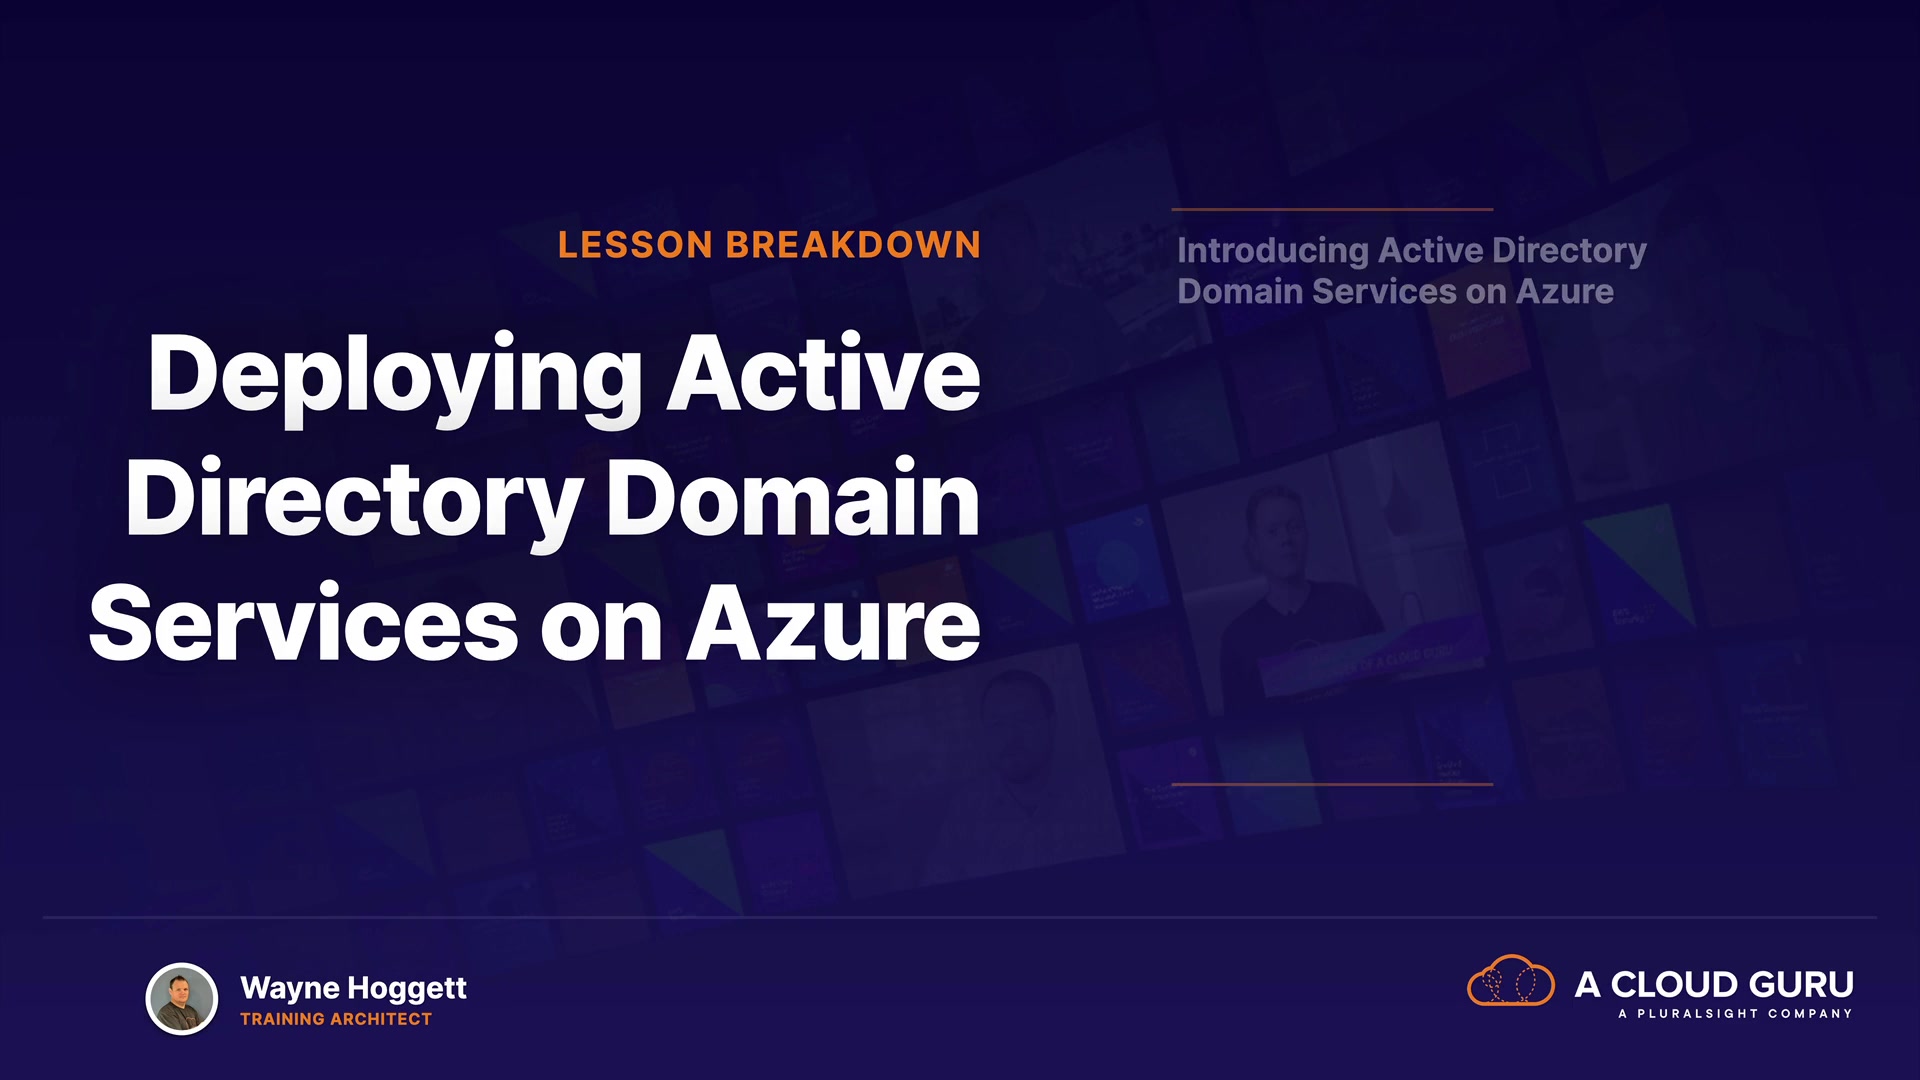 LESSON BREAKDOWN
Deploying Active
Directory Domain
Services on Azure
Introducing Active Directory
Domain Services on Azure
Wayne Hoggett
TRAINING ARCHITECT
A CLOUD GURU
A PLURALSIGHT COMPANY